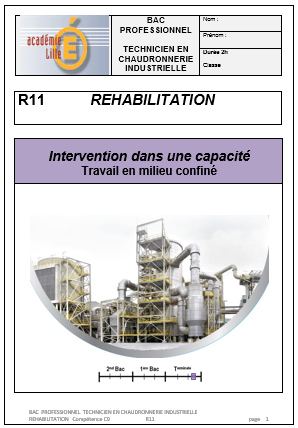 académie
Lille
BAC
PROFESSIONNEL
TECHNICIEN EN
CHAUDRONNERIE
INDUSTRIELLE
Nom :
Prénom :
Durée 2h
Classe
R11 REHABILITATION
Intervention dans une capacité
Travail en milieu confiné
2nd Bac 1ère Bac Terminale
BAC PROFESSIONNEL TECHNICIEN EN CHAUDRONNERIE INDUSTRIELLE
REHABILITATION Compétence C9 R11 page 1